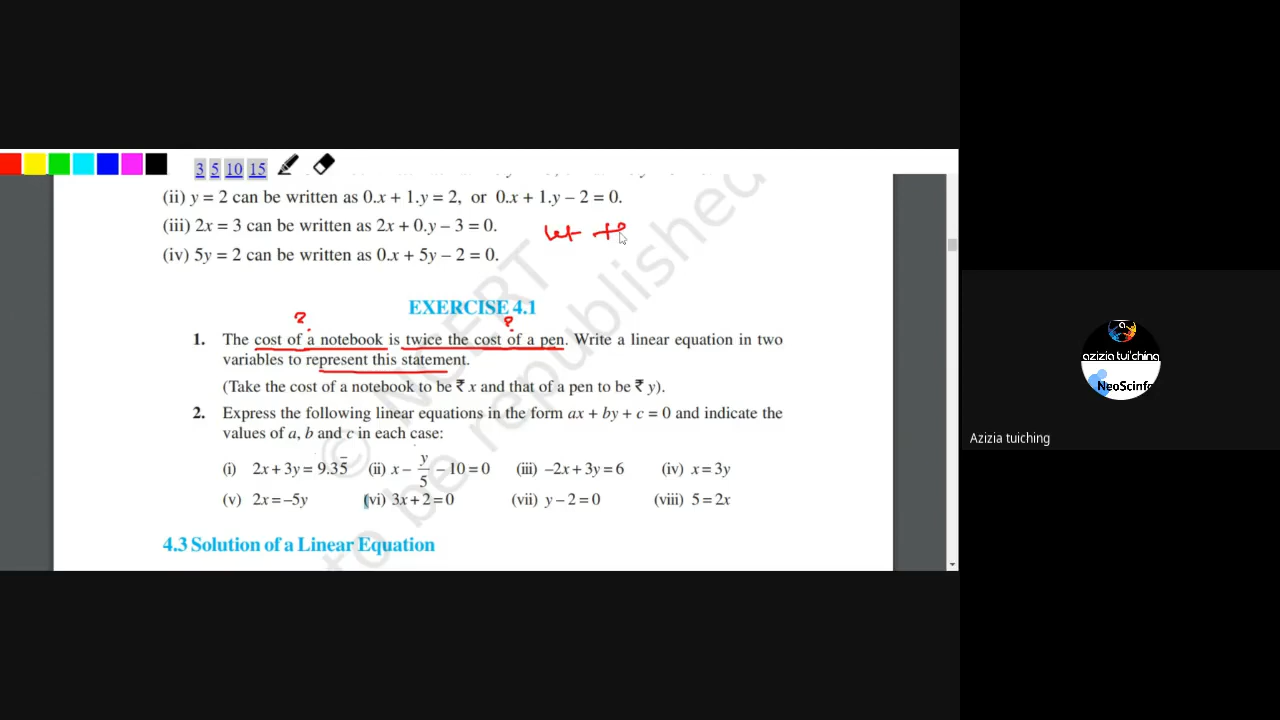 3 5 10 15
(ii) y = 2 can be written as 0.x + 1.y = 2, or 0.x + 1.y – 2 = 0.
(iii) 2x = 3 can be written as 2x + 0.y – 3 = 0.
let
(iv) 5y = 2 can be written as 0.x + 5y – 2 = 0.
EXERCISE 4.1
? ?
1. The cost of a notebook is twice the cost of a pen. Write a linear equation in two
variables to represent this statement.
(Take the cost of a notebook to be ₹ x and that of a pen to be ₹ y).
2. Express the following linear equations in the form ax + by + c = 0 and indicate the
values of a, b and c in each case:
(i) 2x + 3y = 9.35̅ (ii) x – y/5 – 10 = 0 (iii) –2x + 3y = 6 (iv) x = 3y
(v) 2x = –5y (vi) 3x + 2 = 0 (vii) y – 2 = 0 (viii) 5 = 2x
4.3 Solution of a Linear Equation
© NCERT
to be republished
a
azizia tui'ching
NeoScinfo
Azizia tuiching